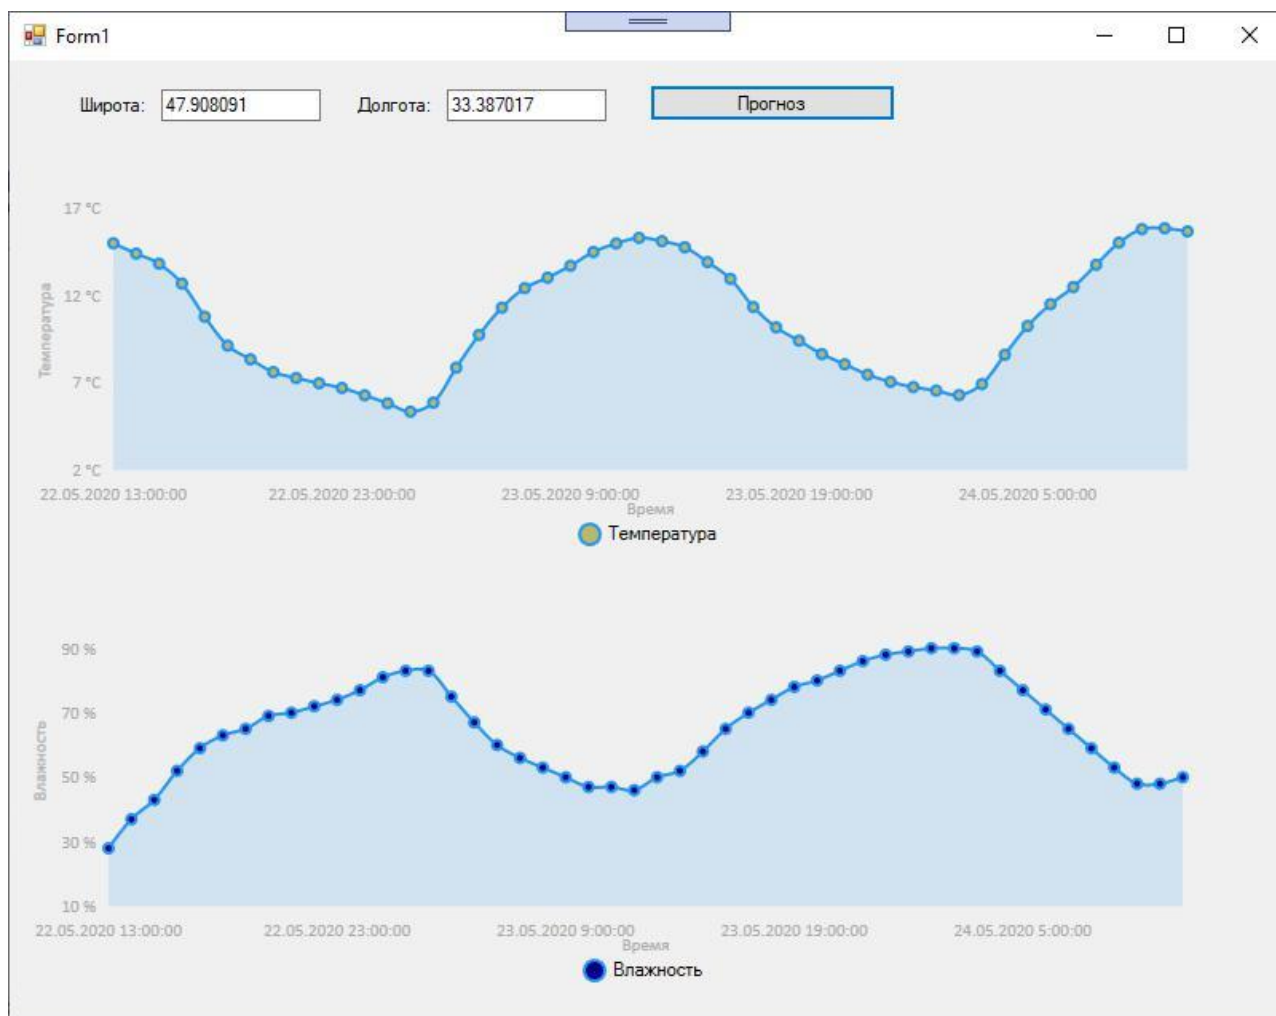 Form1
Широта: 47.908091 Долгота: 33.387017 Прогноз
17 °C
12 °C
7 °C
2 °C
Температура
22.05.2020 13:00:00 22.05.2020 23:00:00 23.05.2020 9:00:00 23.05.2020 19:00:00 24.05.2020 5:00:00
Время
Температура
90 %
70 %
50 %
30 %
10 %
Влажность
22.05.2020 13:00:00 22.05.2020 23:00:00 23.05.2020 9:00:00 23.05.2020 19:00:00 24.05.2020 5:00:00
Время
Влажность